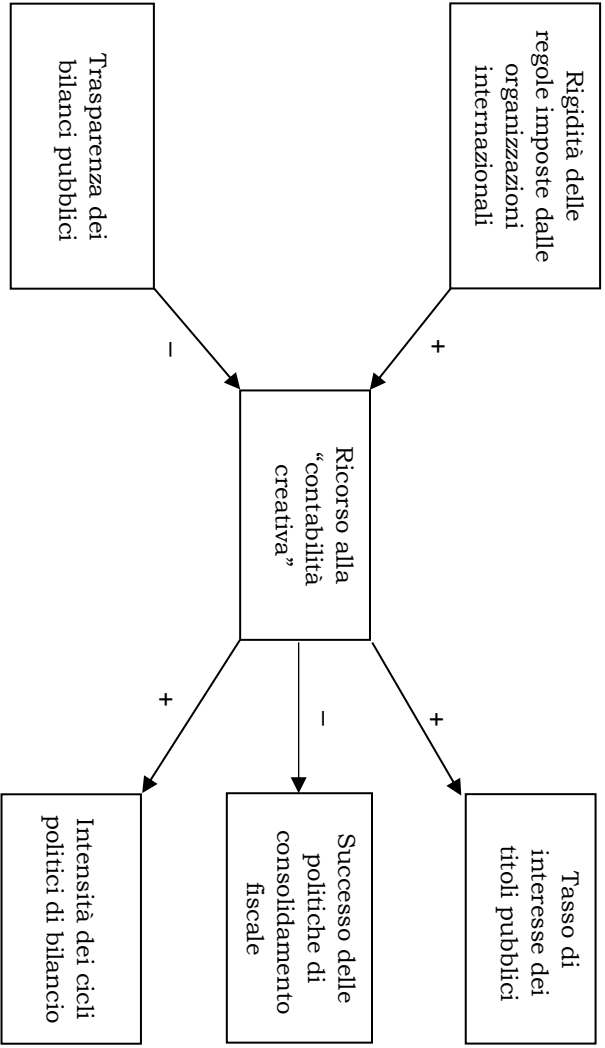 Rigidità delle
regole imposte dalle
organizzazioni
internazionali
Trasparenza dei
bilanci pubblici
+
–
Ricorso alla
“contabilità
creativa”
+
–
+
Tasso di
interesse dei
titoli pubblici
Successo delle
politiche di
consolidamento
fiscale
Intensità dei cicli
politici di bilancio